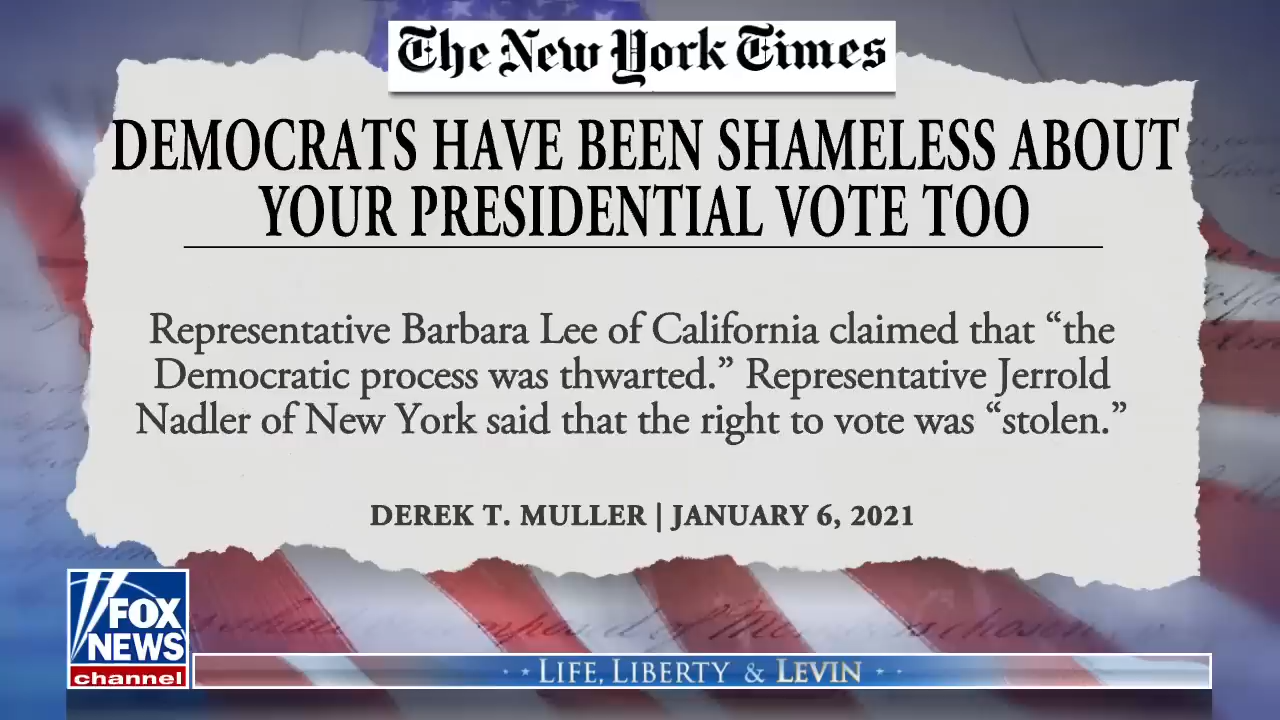 The New York Times
DEMOCRATS HAVE BEEN SHAMELESS ABOUT
YOUR PRESIDENTIAL VOTE TOO
Representative Barbara Lee of California claimed that “the
Democratic process was thwarted.” Representative Jerrold
Nadler of New York said that the right to vote was “stolen.”
DEREK T. MULLER | JANUARY 6, 2021
FOX
NEWS
channel
LIFE, LIBERTY & LEVIN